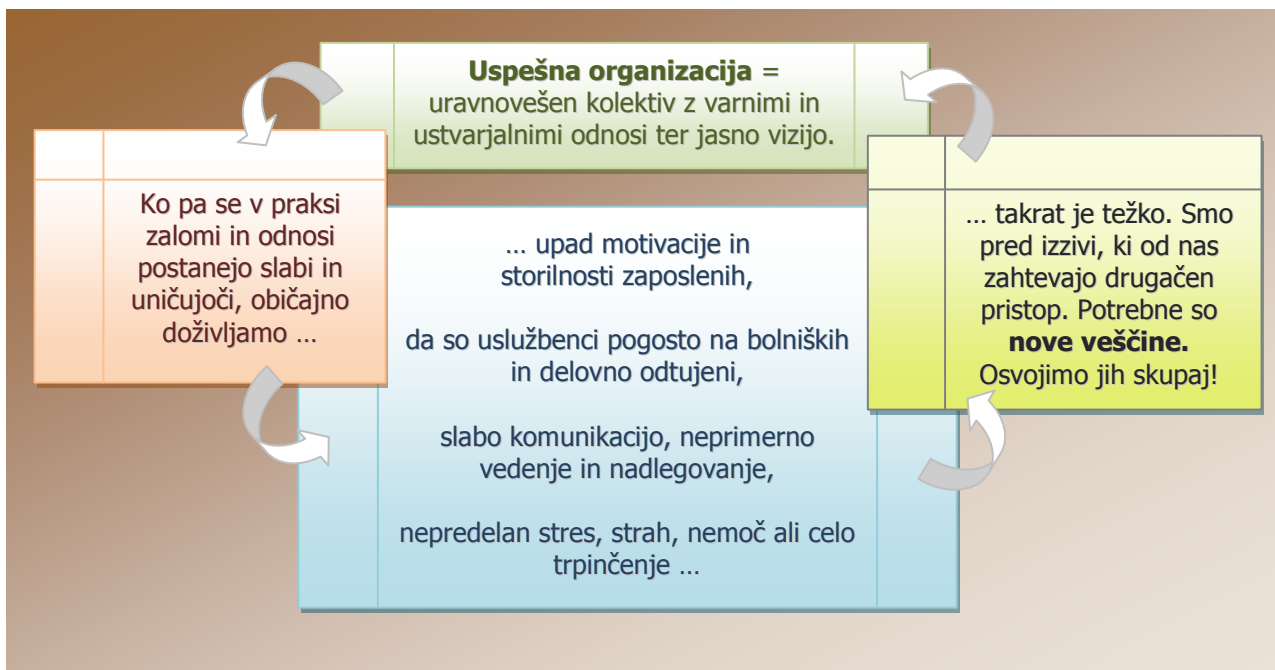 Uspešna organizacija =
uravnovešen kolektiv z varnimi in
ustvarjalnimi odnosi ter jasno vizijo.
Ko pa se v praksi
zalomi in odnosi
postanejo slabi in
uničujoči, običajno
doživljamo …
… upad motivacije in
storilnosti zaposlenih,
da so uslužbenci pogosto na bolniških
in delovno odtujeni,
slabo komunikacijo, neprimerno
vedenje in nadlegovanje,
nepredelan stres, strah, nemoč ali celo
trpinčenje …
… takrat je težko. Smo
pred izzivi, ki od nas
zahtevajo drugačen
pristop. Potrebne so
nove veščine.
Osvojimo jih skupaj!